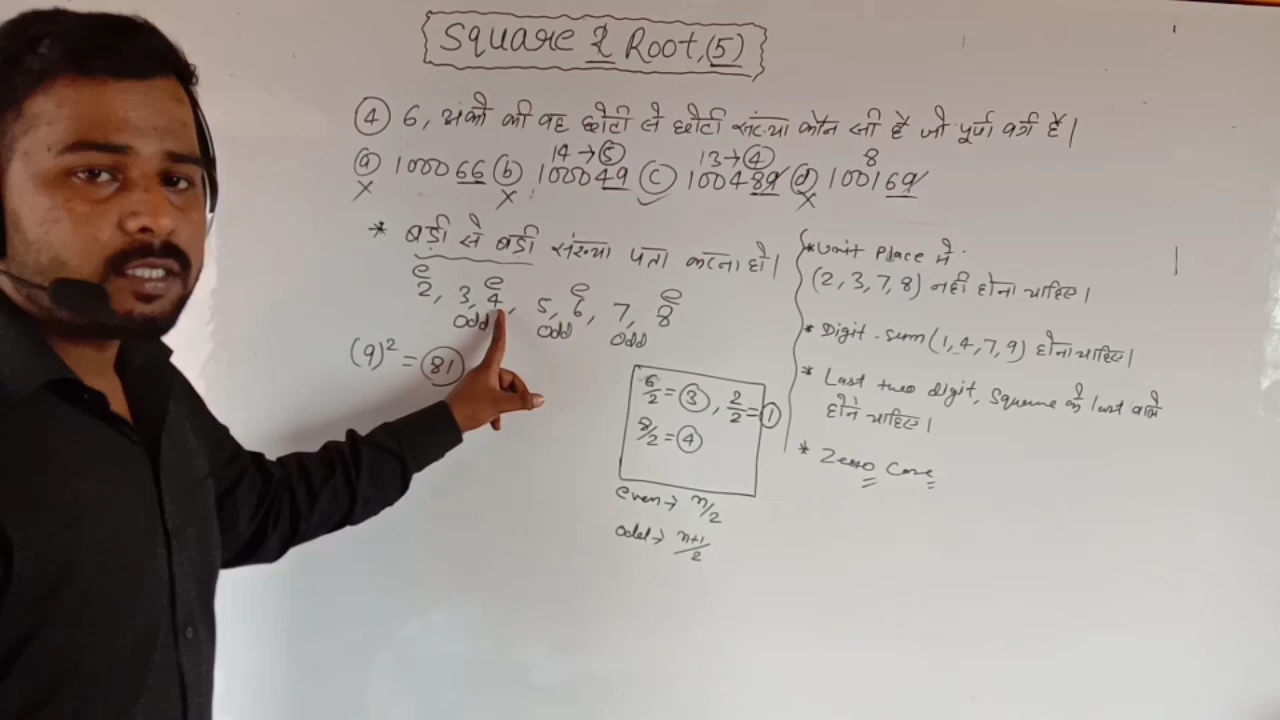 Square & Root, (5)
④ 6, अंको की वह छोटी से छोटी संख्या कौन सी है जो पूर्ण वर्ग है।
14 → ⑤ 13 → ④ 8
ⓐ 100066 ⓑ 100049 ⓒ 100489 ⓓ 100169
X X ✓ X
* बड़ी से बड़ी संख्या पता करना हो।
e e e e
2, 3, 4, 5, 6, 7, 8
odd odd odd
(9)² = 81
6/2 = ③, 2/2 = ①
8/2 = ④
even → n/2
odd → n+1/2
* Unit Place में
(2, 3, 7, 8) नही होना चाहिए।
* Digit-sum (1, 4, 7, 9) होना चाहिए।
* Last two digit, Square के last वाले
होने चाहिए।
* Zero Case